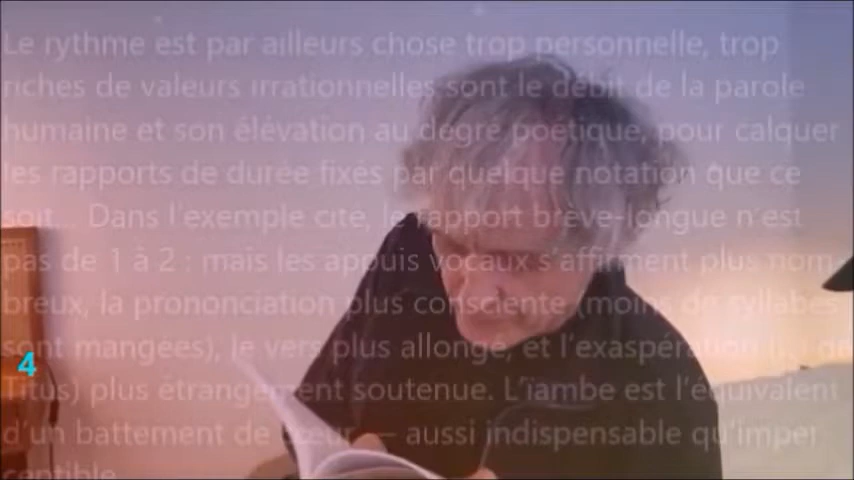 Le rythme est par ailleurs chose trop personnelle, trop
riches de valeurs irrationnelles sont le débit de la parole
humaine et son élévation au degré poétique, pour calquer
les rapports de durée fixés par quelque notation que ce
soit... Dans l'exemple cité, le rapport brève-longue n'est
pas de 1 à 2 : mais les appuis vocaux s'affirment plus nom
breux, la prononciation plus consciente (moins de syllabes
sont mangées), le vers plus allongé, et l'exaspération ge
4
Titus) plus étrangement soutenue. L'iambe est l'équivalent
d'un battement de cœur — aussi indispensable qu'imper
ceptible